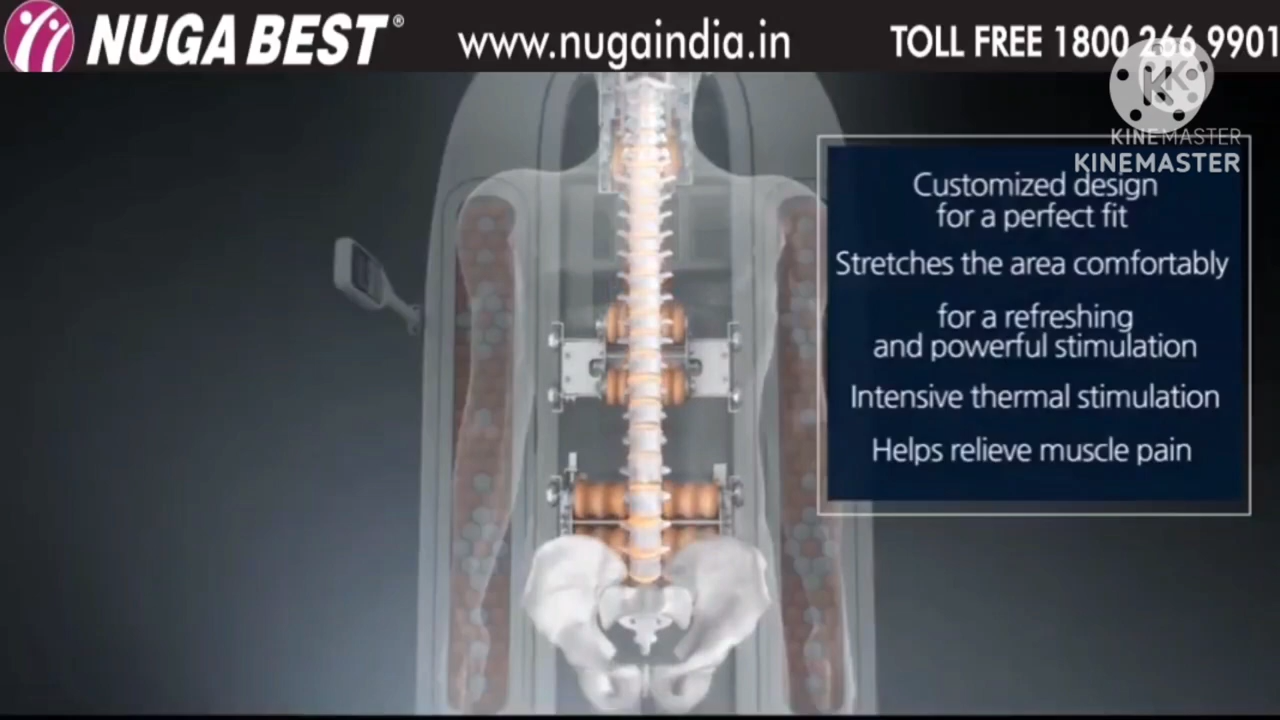 NUGA BEST®
www.nugaindia.in
TOLL FREE 1800 266 9901
KINEMASTER
KINEMASTER
Customized design
for a perfect fit
Stretches the area comfortably
for a refreshing
and powerful stimulation
Intensive thermal stimulation
Helps relieve muscle pain